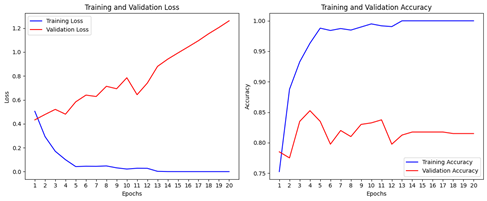 Training and Validation Loss
Training Loss
Validation Loss
1.2
1.0
0.8
0.6
0.4
0.2
0.0
Loss
1 2 3 4 5 6 7 8 9 10 11 12 13 14 15 16 17 18 19 20
Epochs
Training and Validation Accuracy
1.00
0.95
0.90
0.85
0.80
0.75
Accuracy
Training Accuracy
Validation Accuracy
1 2 3 4 5 6 7 8 9 10 11 12 13 14 15 16 17 18 19 20
Epochs